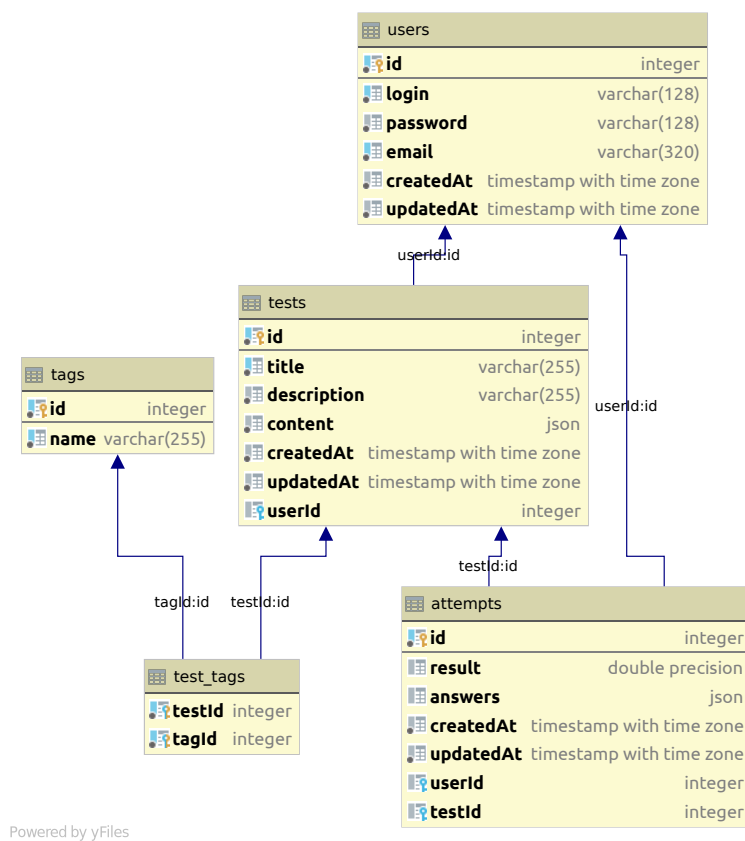 users
id integer
login varchar(128)
password varchar(128)
email varchar(320)
createdAt timestamp with time zone
updatedAt timestamp with time zone
userId:id
tests
id integer
title varchar(255)
description varchar(255)
content json
createdAt timestamp with time zone
updatedAt timestamp with time zone
userId integer
tags
id integer
name varchar(255)
userId:id
testId:id
tagId:id
testId:id
attempts
id integer
result double precision
answers json
createdAt timestamp with time zone
updatedAt timestamp with time zone
userId integer
testId integer
test_tags
testId integer
tagId integer
Powered by yFiles